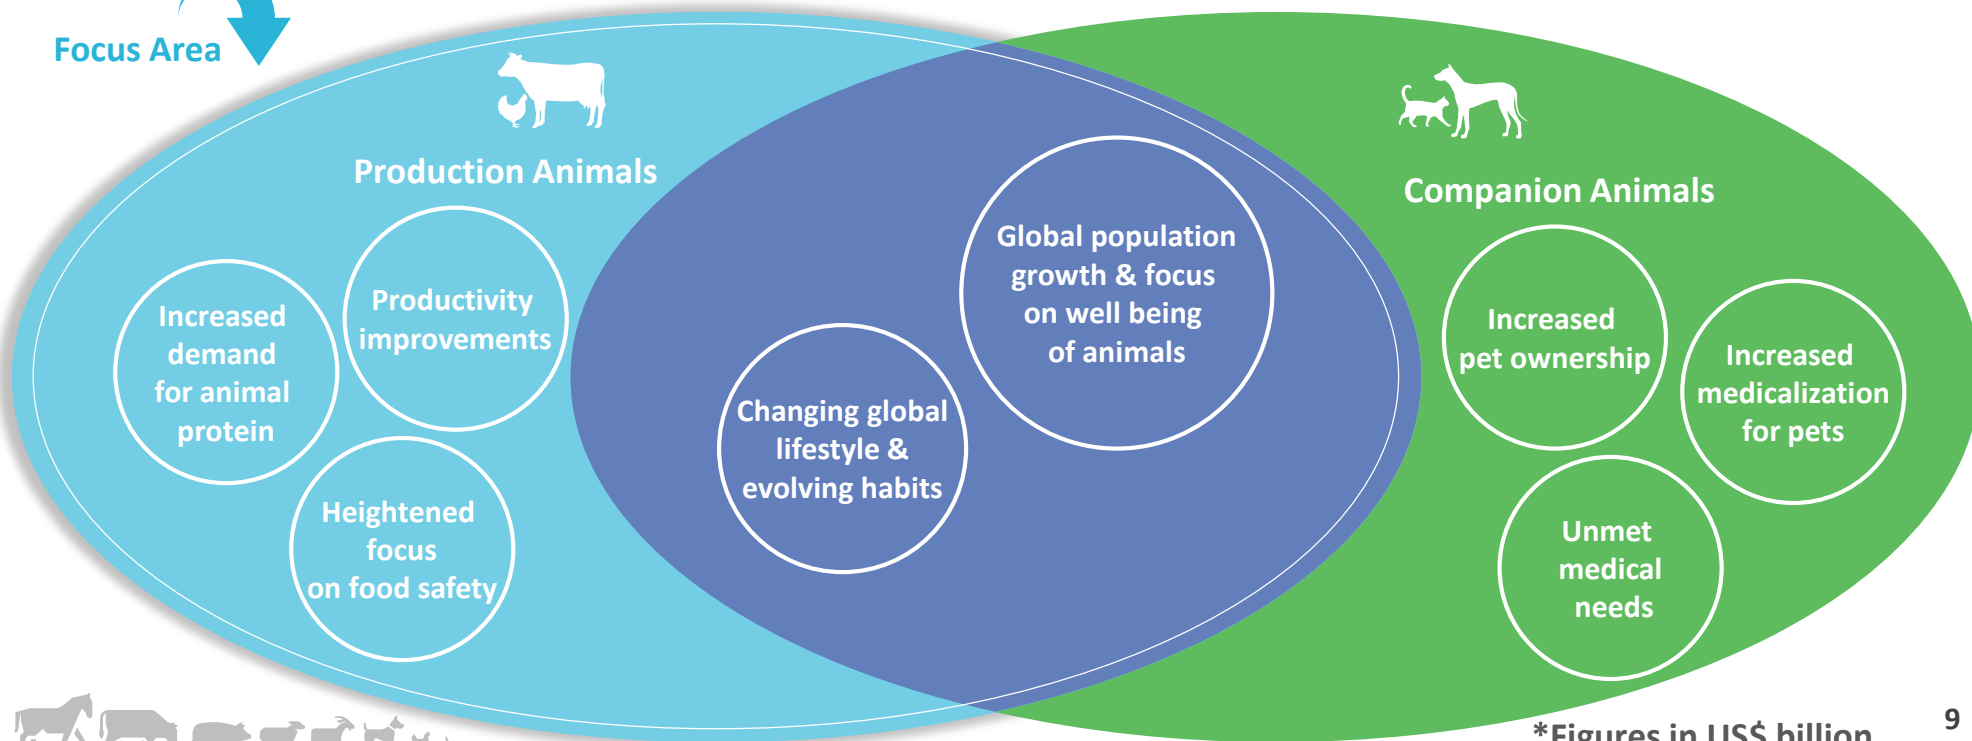 Focus Area
Production Animals
Increased
demand
for animal
protein
Productivity
improvements
Heightened
focus
on food safety
Changing global
lifestyle &
evolving habits
Global population
growth & focus
on well being
of animals
Companion Animals
Increased
pet ownership
Increased
medicalization
for pets
Unmet
medical
needs
*Figures in US$ billion
9